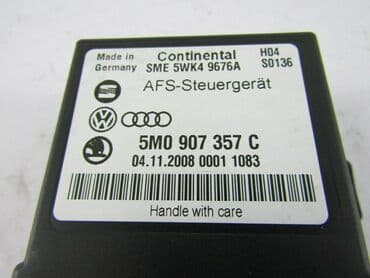 Made in
Germany
Continental
SME 5WK4 9676A
H04
S0136
AFS-Steuergerät
5M0 907 357 C
04.11.2008 0001 1083
Handle with care